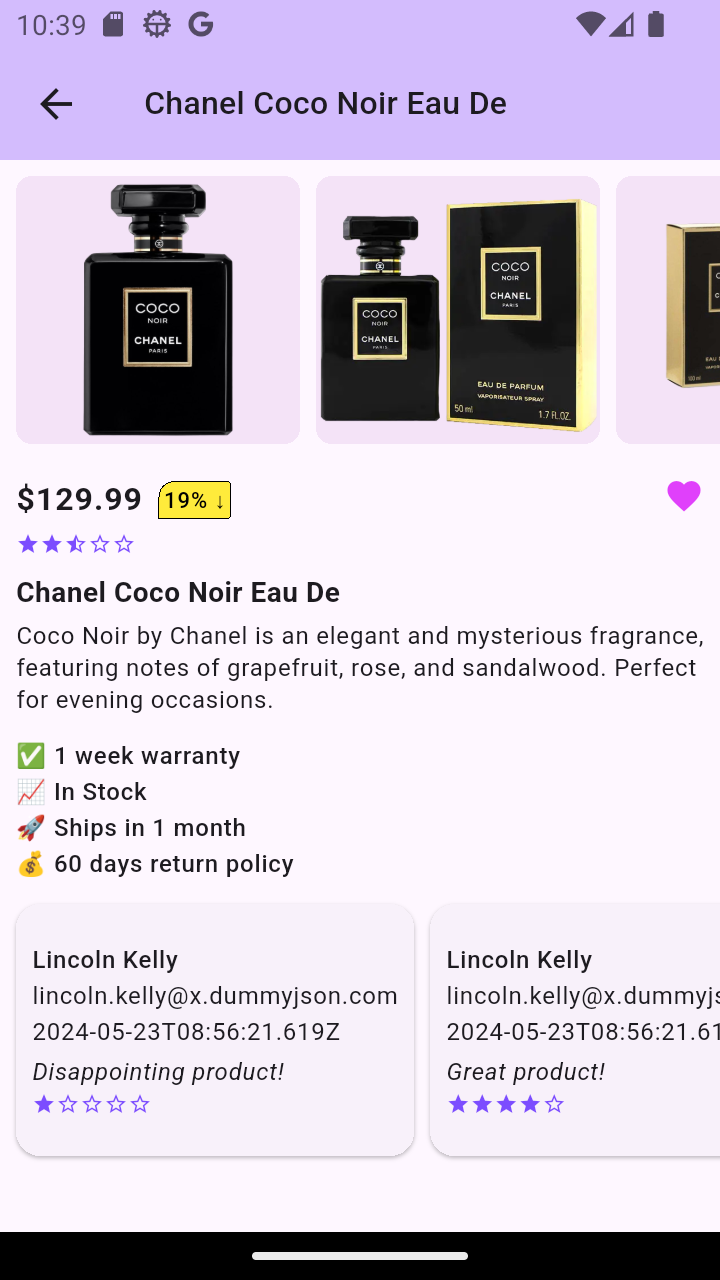 10:39
Chanel Coco Noir Eau De
COCO
NOIR
CHANEL
PARIS
COCO
NOIR
CHANEL
PARIS
COCO
NOIR
CHANEL
PARIS
EAU DE PARFUM
VAPORISATEUR SPRAY
50 ml
1.7 FL.OZ.
$129.99
19% ↓
Chanel Coco Noir Eau De
Coco Noir by Chanel is an elegant and mysterious fragrance,
featuring notes of grapefruit, rose, and sandalwood. Perfect
for evening occasions.
✅ 1 week warranty
📈 In Stock
🚀 Ships in 1 month
💰 60 days return policy
Lincoln Kelly
lincoln.kelly@x.dummyjson.com
2024-05-23T08:56:21.619Z
Disappointing product!
Lincoln Kelly
lincoln.kelly@x.dummyjs
2024-05-23T08:56:21.61
Great product!